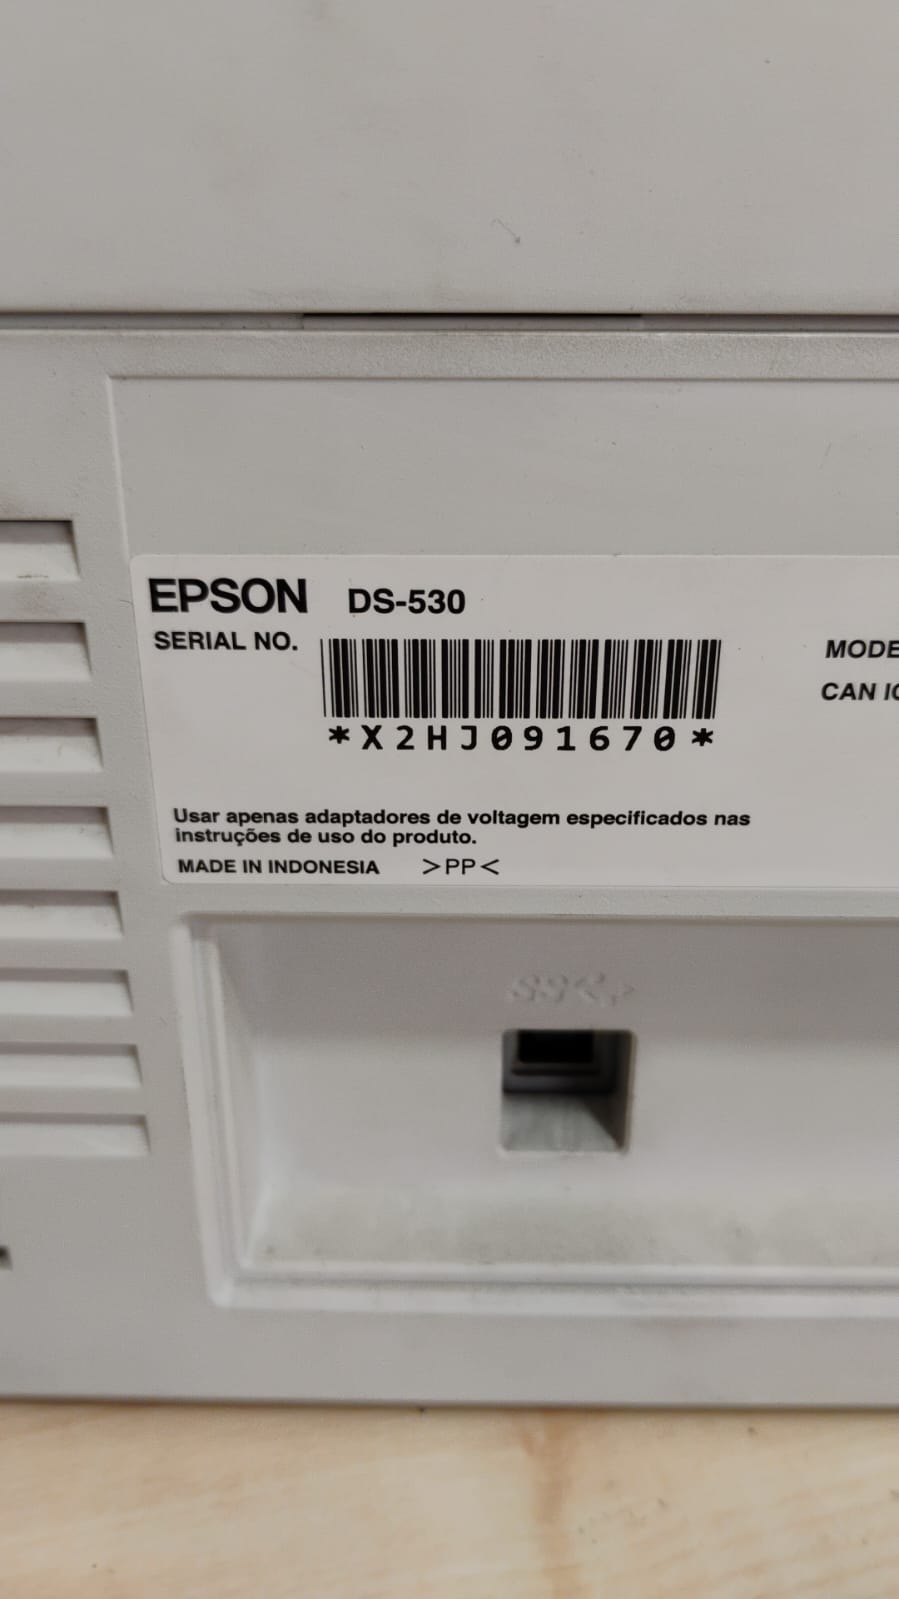 EPSON DS-530
SERIAL NO.
*X2HJ091670*
MODE
CAN IC
Usar apenas adaptadores de voltagem especificados nas
instruções de uso do produto.
MADE IN INDONESIA >PP<
SS